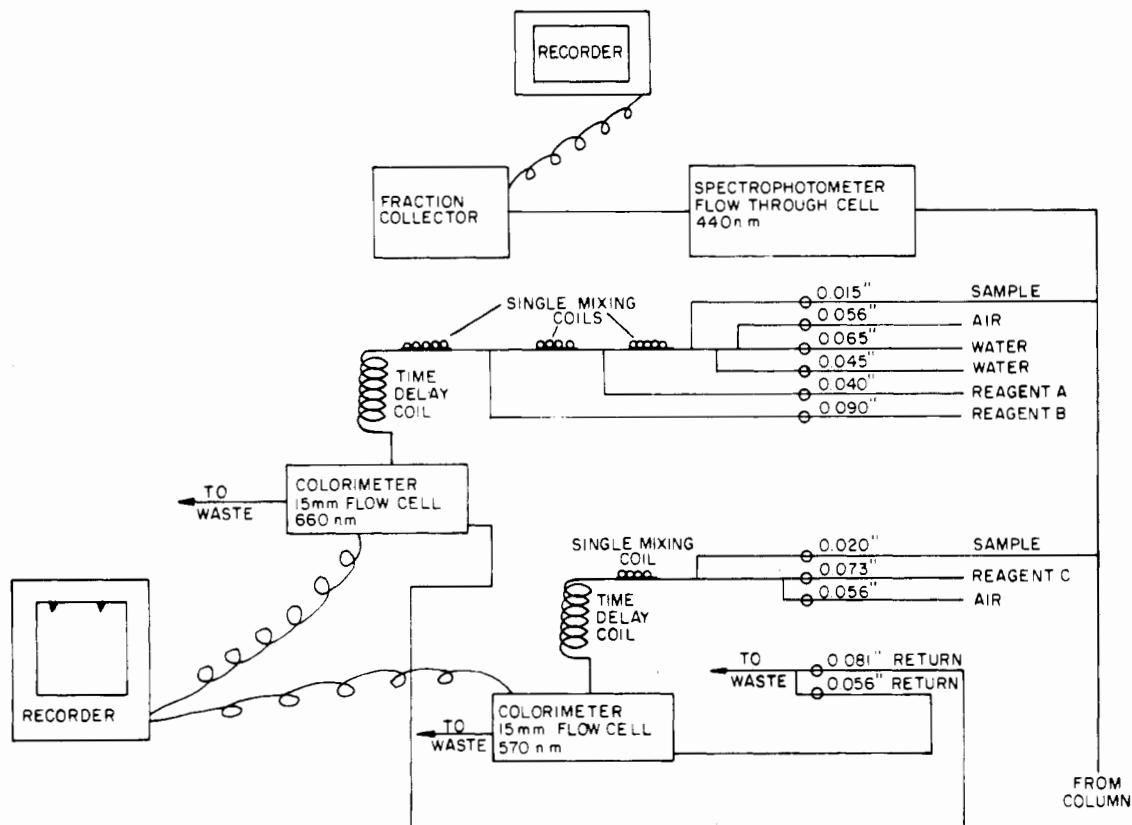 RECORDER
FRACTION
COLLECTOR
SPECTROPHOTOMETER
FLOW THROUGH CELL
440nm
SINGLE MIXING
COILS
0.015" SAMPLE
0.056" AIR
0.065" WATER
0.045" WATER
0.040" REAGENT A
0.090" REAGENT B
TIME
DELAY
COIL
TO
WASTE
COLORIMETER
15mm FLOW CELL
660 nm
SINGLE MIXING
COIL
0.020" SAMPLE
0.073" REAGENT C
0.056" AIR
TIME
DELAY
COIL
TO
WASTE
0.081" RETURN
0.056" RETURN
RECORDER
TO
WASTE
COLORIMETER
15mm FLOW CELL
570 nm
FROM
COLUMN